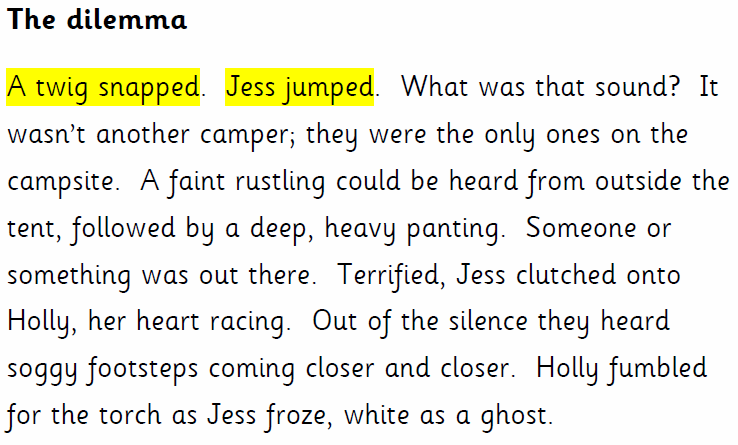 The dilemma
A twig snapped. Jess jumped. What was that sound? It
wasn't another camper; they were the only ones on the
campsite. A faint rustling could be heard from outside the
tent, followed by a deep, heavy panting. Someone or
something was out there. Terrified, Jess clutched onto
Holly, her heart racing. Out of the silence they heard
soggy footsteps coming closer and closer. Holly fumbled
for the torch as Jess froze, white as a ghost.